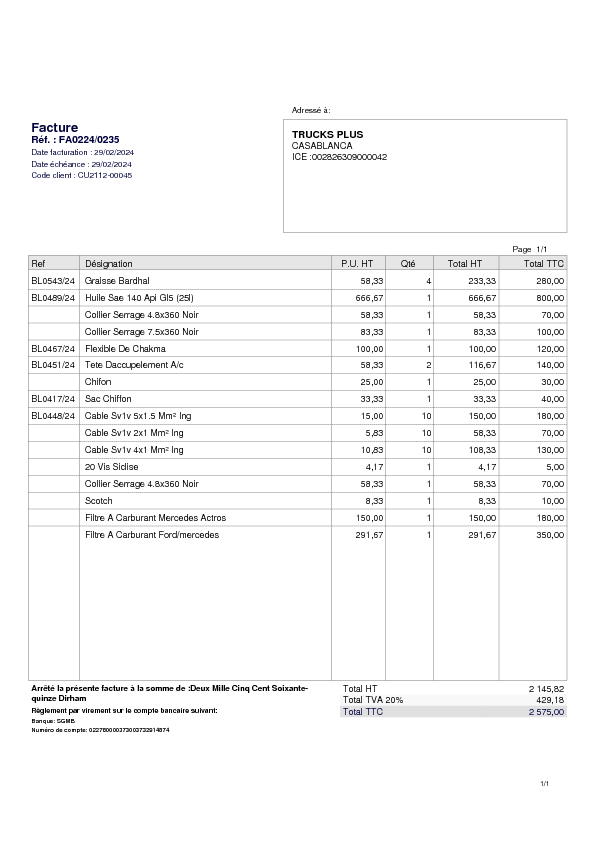 Adressé à:
Facture
Réf. : FA0224/0235
Date facturation : 29/02/2024
Date échéance : 29/02/2024
Code client : CU2112-00045
TRUCKS PLUS
CASABLANCA
ICE :002826309000042
Page 1/1
Ref Désignation P.U. HT Qté Total HT Total TTC
BL0543/24 Graisse Bardhal 58,33 4 233,33 280,00
BL0489/24 Huile Sae 140 Api Gl5 (25l) 666,67 1 666,67 800,00
Collier Serrage 4.8x360 Noir 58,33 1 58,33 70,00
Collier Serrage 7.5x360 Noir 83,33 1 83,33 100,00
BL0467/24 Flexible De Chakma 100,00 1 100,00 120,00
BL0451/24 Tete Daccupelement A/c 58,33 2 116,67 140,00
Chifon 25,00 1 25,00 30,00
BL0417/24 Sac Chiffon 33,33 1 33,33 40,00
BL0448/24 Cable Sv1v 5x1.5 Mm² Ing 15,00 10 150,00 180,00
Cable Sv1v 2x1 Mm² Ing 5,83 10 58,33 70,00
Cable Sv1v 4x1 Mm² Ing 10,83 10 108,33 130,00
20 Vis Siclise 4,17 1 4,17 5,00
Collier Serrage 4.8x360 Noir 58,33 1 58,33 70,00
Scotch 8,33 1 8,33 10,00
Filtre A Carburant Mercedes Actros 150,00 1 150,00 180,00
Filtre A Carburant Ford/mercedes 291,67 1 291,67 350,00
Arrêté la présente facture à la somme de :Deux Mille Cinq Cent Soixante-
quinze Dirham
Règlement par virement sur le compte bancaire suivant:
Banque: SGMB
Numéro de compte:
Total HT 2 145,82
Total TVA 20% 429,18
Total TTC 2 575,00
1/1